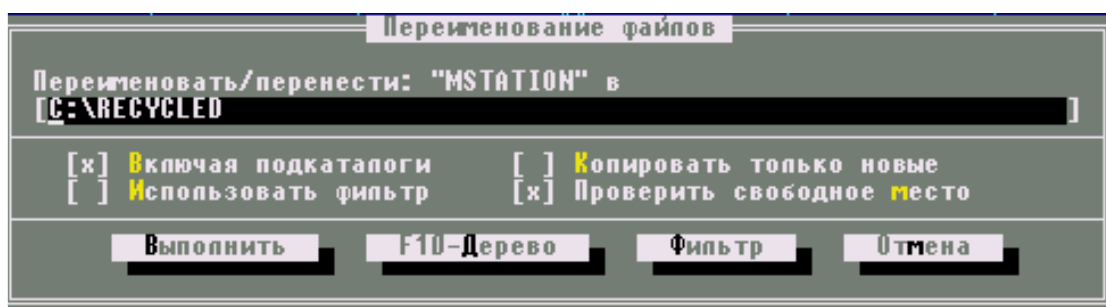 Переименование файлов
Переименовать/перенести: "MSTATION" в
[C:\RECYCLED ]
[x] Включая подкаталоги [ ] Копировать только новые
[ ] Использовать фильтр [x] Проверить свободное место
Выполнить F10-Дерево Фильтр Отмена